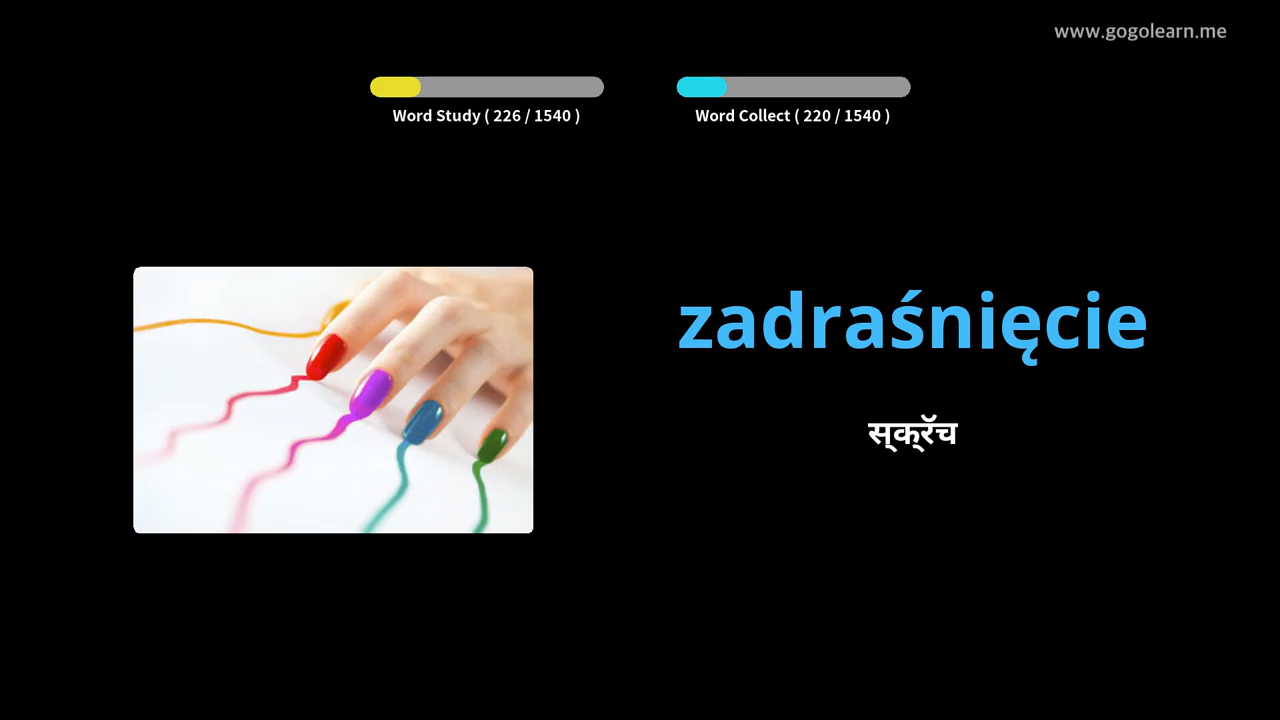 www.gogolearn.me
Word Study ( 226 / 1540 )
Word Collect ( 220 / 1540 )
zadraśnięcie
स्क्रॅच